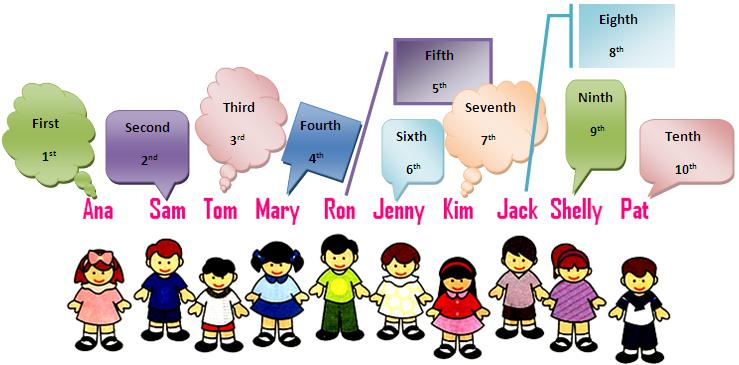 First
1st
Second
2nd
Third
3rd
Fourth
4th
Fifth
5th
Sixth
6th
Seventh
7th
Eighth
8th
Ninth
9th
Tenth
10th
Ana Sam Tom Mary Ron Jenny Kim Jack Shelly Pat